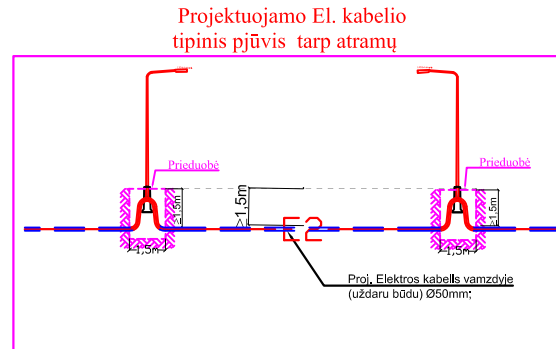 Projektuojamo El. kabelio
tipinis pjūvis tarp atramų
Prieduobė
Prieduobė
≥1,5m
≥1,5m
≥1,5m
E2
1,5m
1,5m
Proj. Elektros kabelis vamzdyje
(uždaru būdu) Ø50mm;